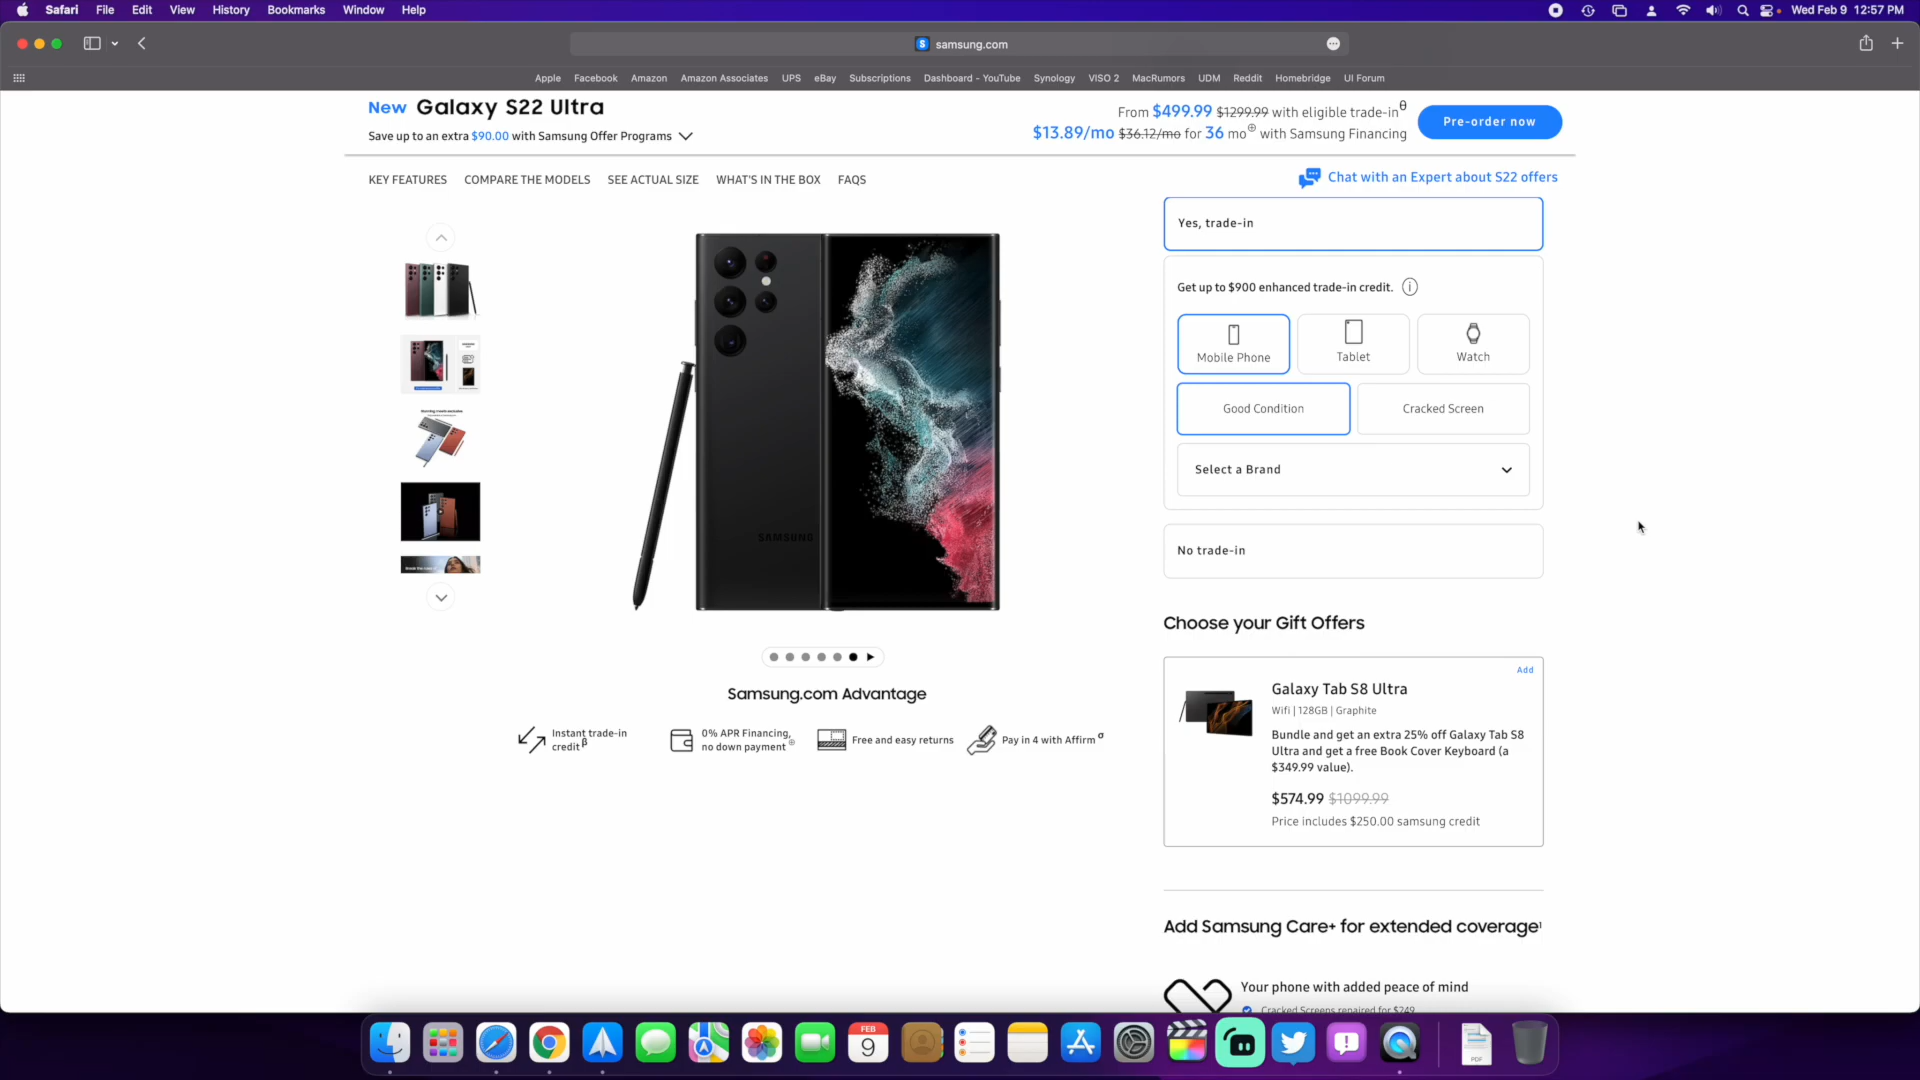 Safari File Edit View History Bookmarks Window Help
Wed Feb 9 12:57 PM
S samsung.com
Apple Facebook Amazon Amazon Associates UPS eBay Subscriptions Dashboard - YouTube Synology VISO 2 MacRumors UDM Reddit Homebridge UI Forum
New Galaxy S22 Ultra
Save up to an extra $90.00 with Samsung Offer Programs
From $499.99 $1299.99 with eligible trade-inθ
$13.89/mo $36.12/mo for 36 mo⊕ with Samsung Financing
Pre-order now
KEY FEATURES COMPARE THE MODELS SEE ACTUAL SIZE WHAT'S IN THE BOX FAQS
Chat with an Expert about S22 offers
SAMSUNG
Samsung.com Advantage
Instant trade-in
creditβ
0% APR Financing,
no down payment⊕
Free and easy returns
Pay in 4 with Affirm σ
Yes, trade-in
Get up to $900 enhanced trade-in credit. i
Mobile Phone
Tablet
Watch
Good Condition
Cracked Screen
Select a Brand
No trade-in
Choose your Gift Offers
Add
Galaxy Tab S8 Ultra
Wifi | 128GB | Graphite
Bundle and get an extra 25% off Galaxy Tab S8
Ultra and get a free Book Cover Keyboard (a
$349.99 value).
$574.99 $1099.99
Price includes $250.00 samsung credit
Add Samsung Care+ for extended coverage¹
Your phone with added peace of mind
Cracked Screens repaired for $249
FEB
9
PDF